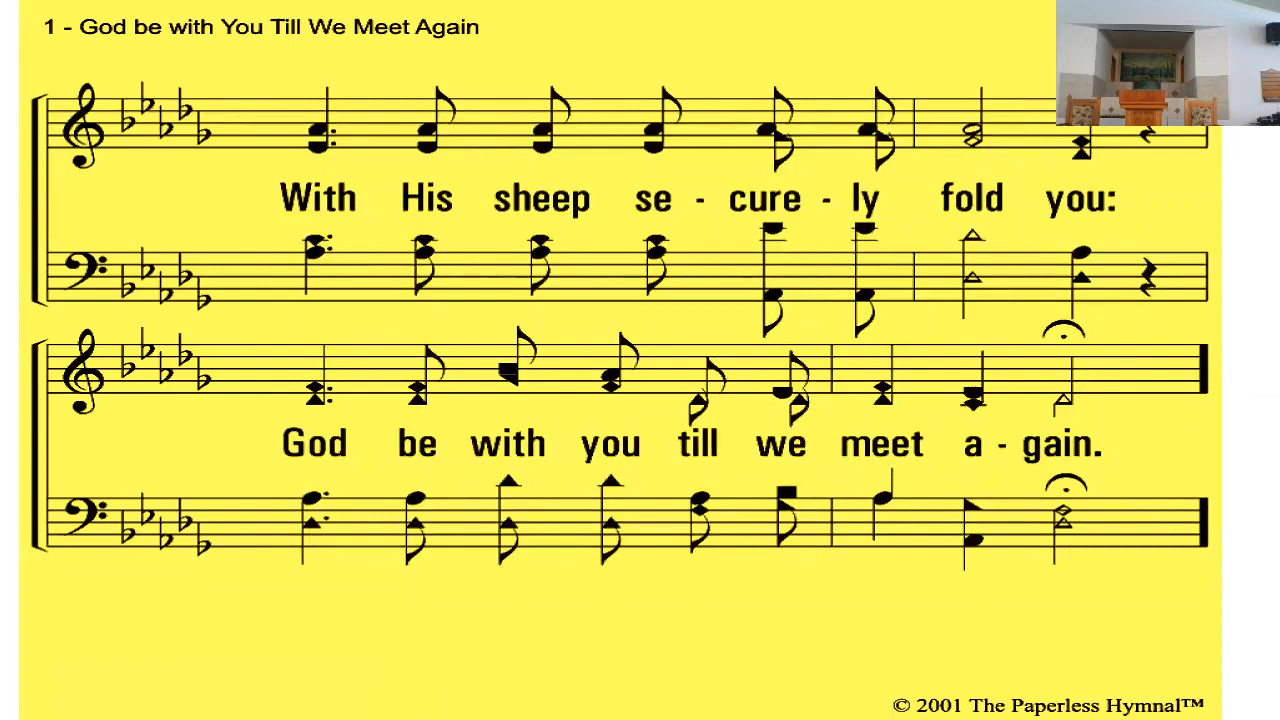 1 - God be with You Till We Meet Again
With His sheep se - cure - ly fold you:
God be with you till we meet a - gain.
© 2001 The Paperless Hymnal™